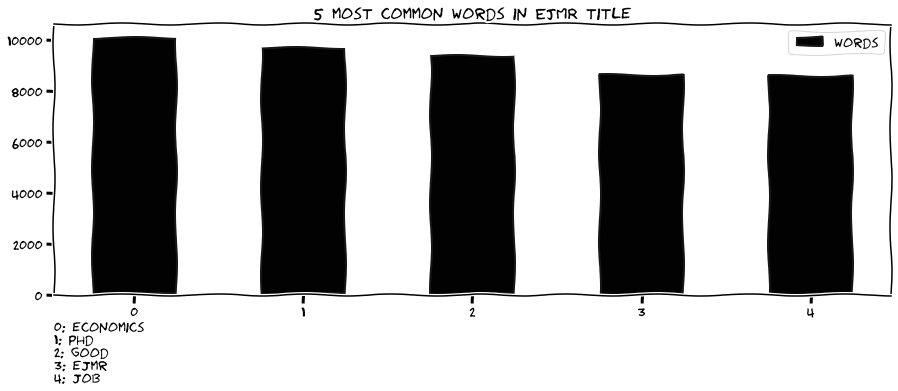 5 MOST COMMON WORDS IN EJMR TITLE
WORDS
10000
8000
6000
4000
2000
0
0 1 2 3 4
0: ECONOMICS
1: PHD
2: GOOD
3: EJMR
4: JOB